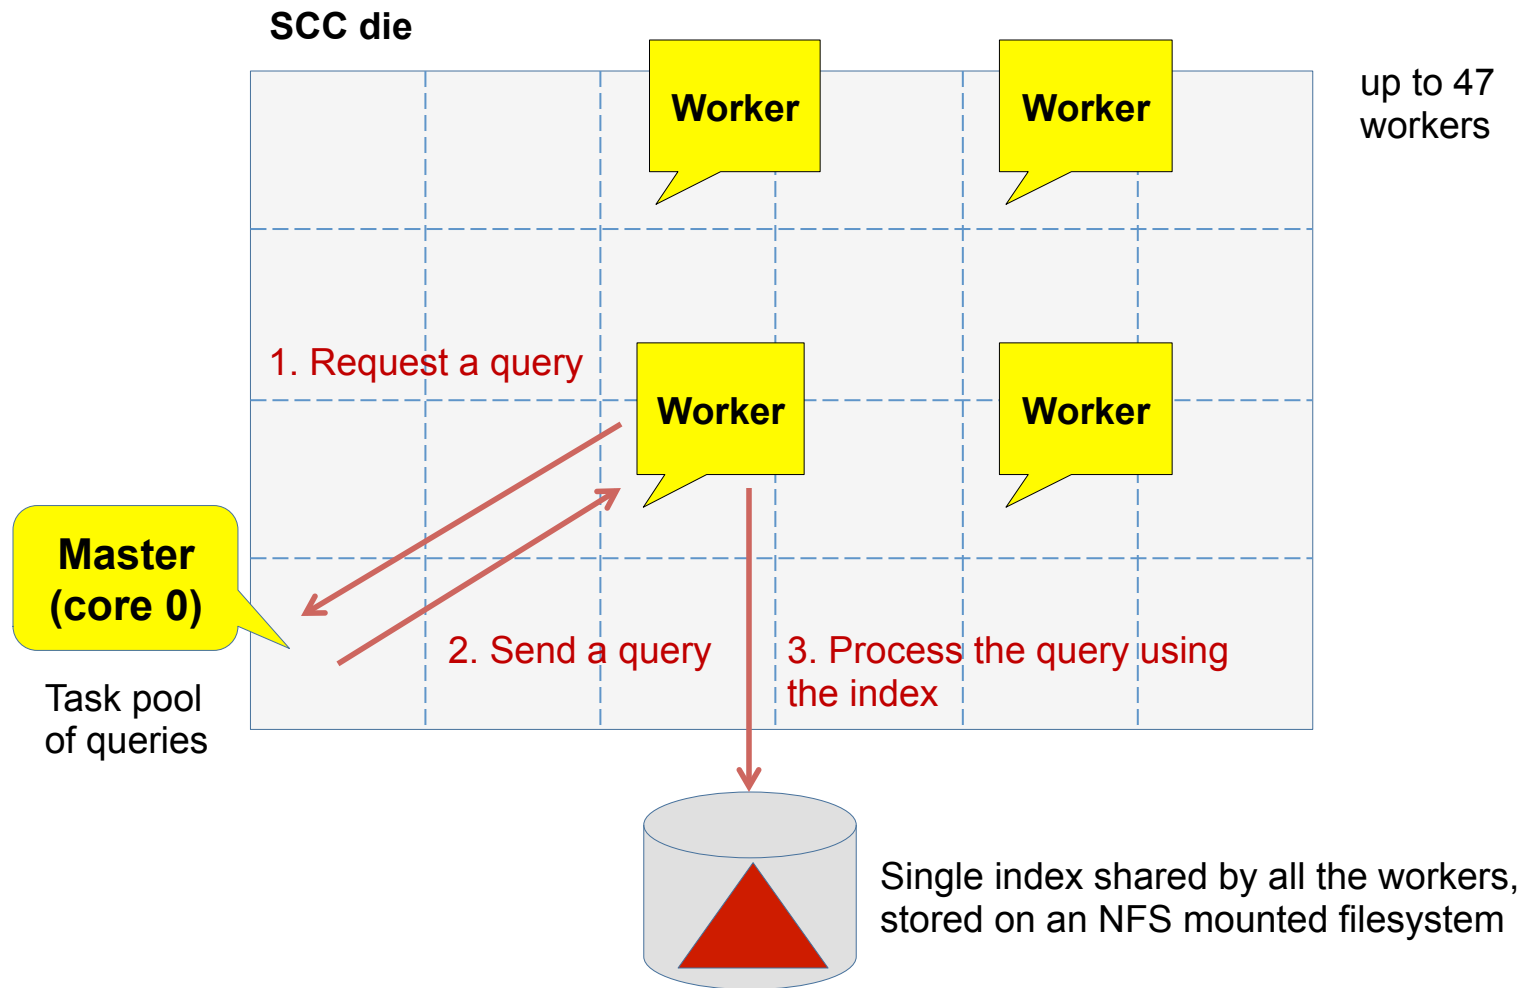 SCC die
Worker
Worker
up to 47
workers
1. Request a query
Worker
Worker
Master
(core 0)
2. Send a query
3. Process the query using
the index
Task pool
of queries
Single index shared by all the workers,
stored on an NFS mounted filesystem